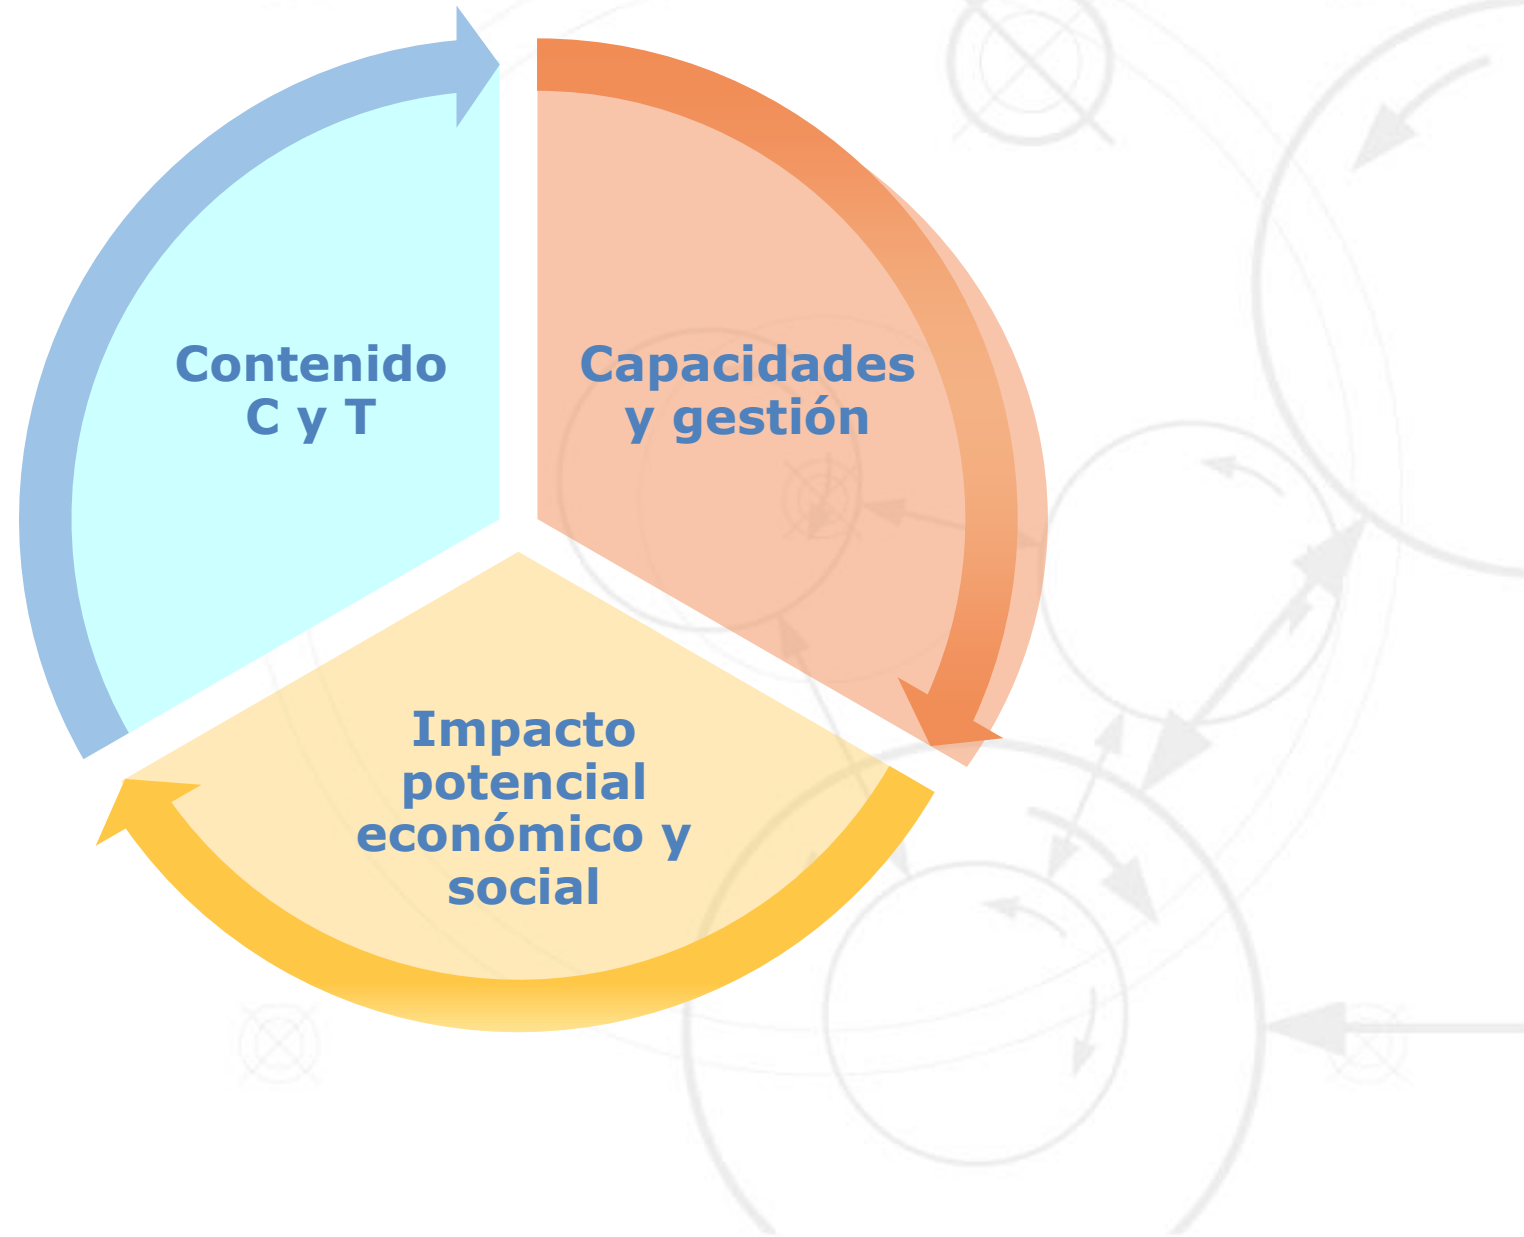 Contenido
C y T
Capacidades
y gestión
Impacto
potencial
económico y
social